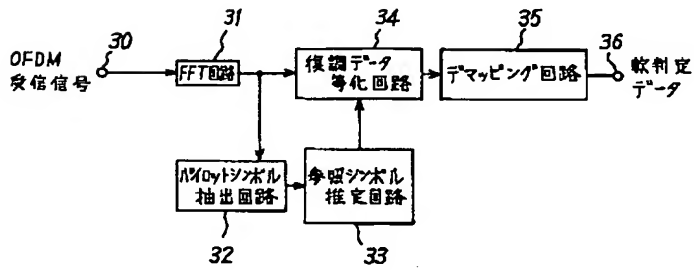 OFDM
受信信号
30
31
FFT回路
34
復調データ
等化回路
35
デマッピング回路
36
軟判定
データ
パイロットシンボル
抽出回路
32
参照シンボル
推定回路
33